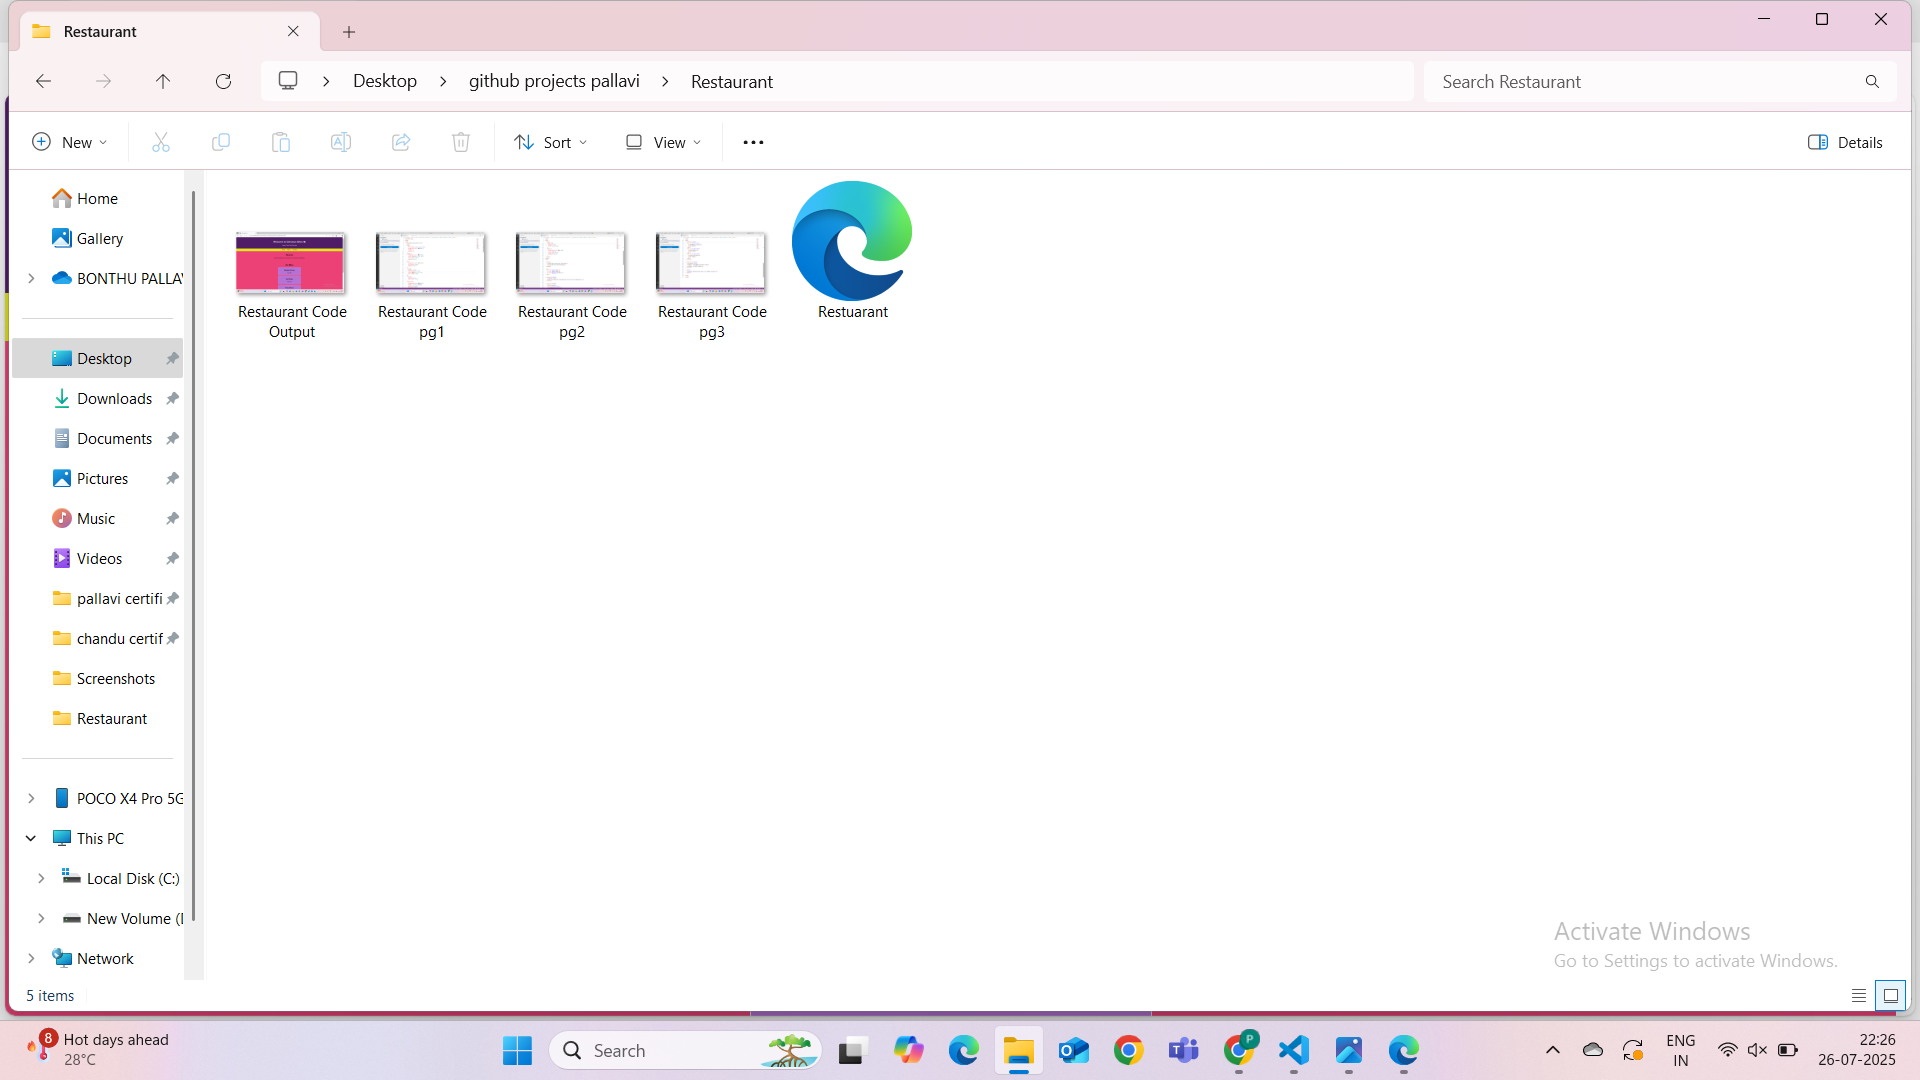 Restaurant
Desktop
github projects pallavi
Restaurant
Search Restaurant
New
Sort
View
Details
Home
Gallery
BONTHU PALLAV
Desktop
Downloads
Documents
Pictures
Music
Videos
pallavi certifi
chandu certif
Screenshots
Restaurant
POCO X4 Pro 5G
This PC
Local Disk (C:)
New Volume (
Network
Restaurant Code
Output
Restaurant Code
pg1
Restaurant Code
pg2
Restaurant Code
pg3
Restuarant
Activate Windows
Go to Settings to activate Windows.
5 items
8
Hot days ahead
28°C
Search
P
ENG
IN
22:26
26-07-2025